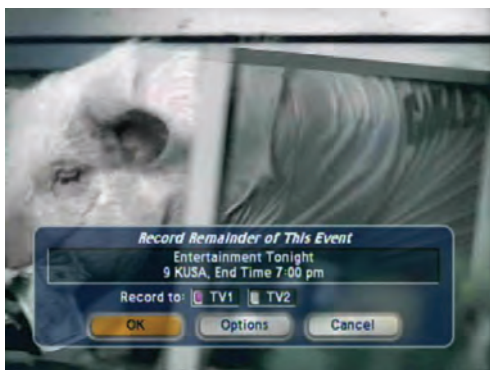 Record Remainder of This Event
Entertainment Tonight
9 KUSA, End Time 7:00 pm
Record to: TV1 TV2
OK Options Cancel